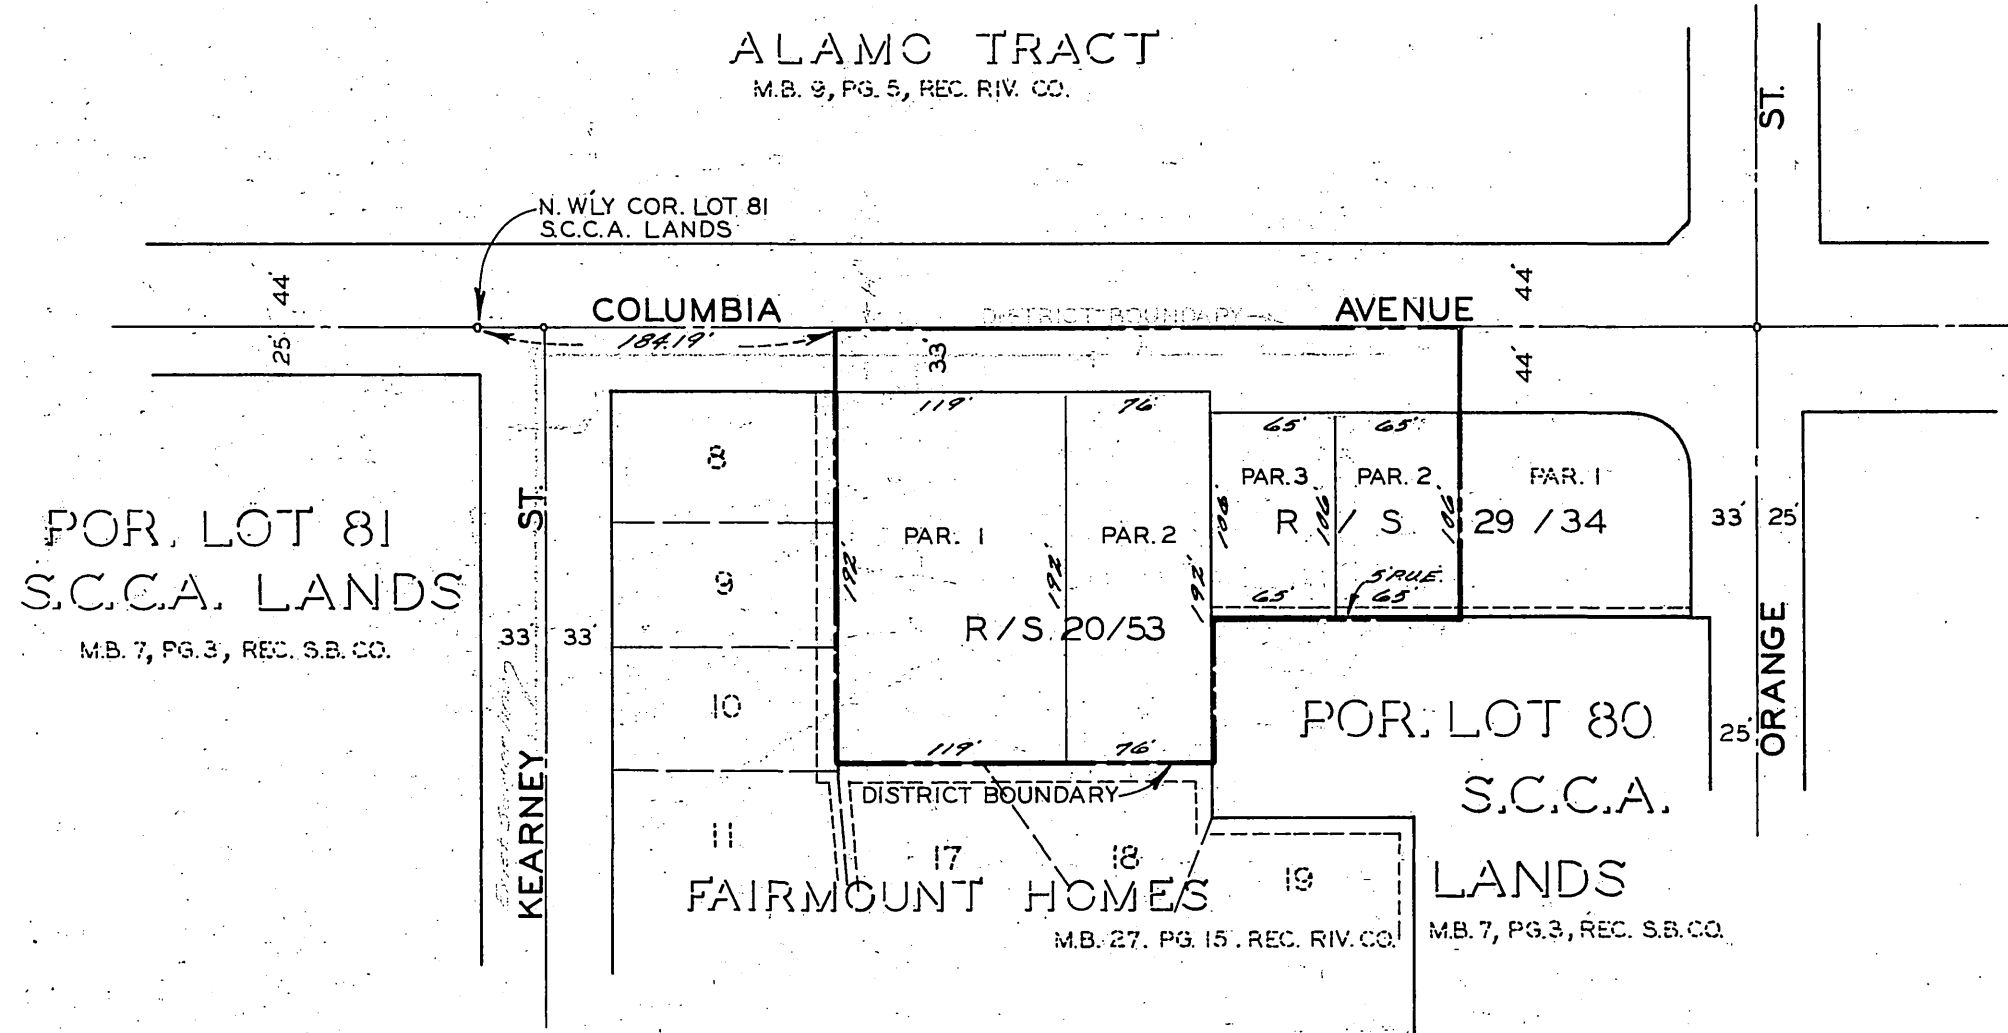 ALAMO TRACT
M.B. 9, PG. 5, REC. RIV. CO.
ST.
N. W'LY COR. LOT 81
S.C.C.A. LANDS
44'
COLUMBIA
DISTRICT BOUNDARY
AVENUE
44'
25'
184.19'
33'
44'
119'
76'
65'
65'
8
PAR. 3
PAR. 2
PAR. 1
POR. LOT 81
S.C.C.A. LANDS
M.B. 7, PG. 3, REC. S.B. CO.
ST.
PAR. 1
PAR. 2
106'
R / S
106'
106'
29 / 34
33'
25'
9
192'
192'
192'
5' P.U.E.
65'
65'
33'
33'
R / S 20/53
10
119'
76'
POR. LOT 80
S.C.C.A.
LANDS
M.B. 7, PG. 3, REC. S.B. CO.
25'
ORANGE
KEARNEY
DISTRICT BOUNDARY
11
17
18
19
FAIRMOUNT HOMES
M.B. 27. PG. 15. REC. RIV. CO.